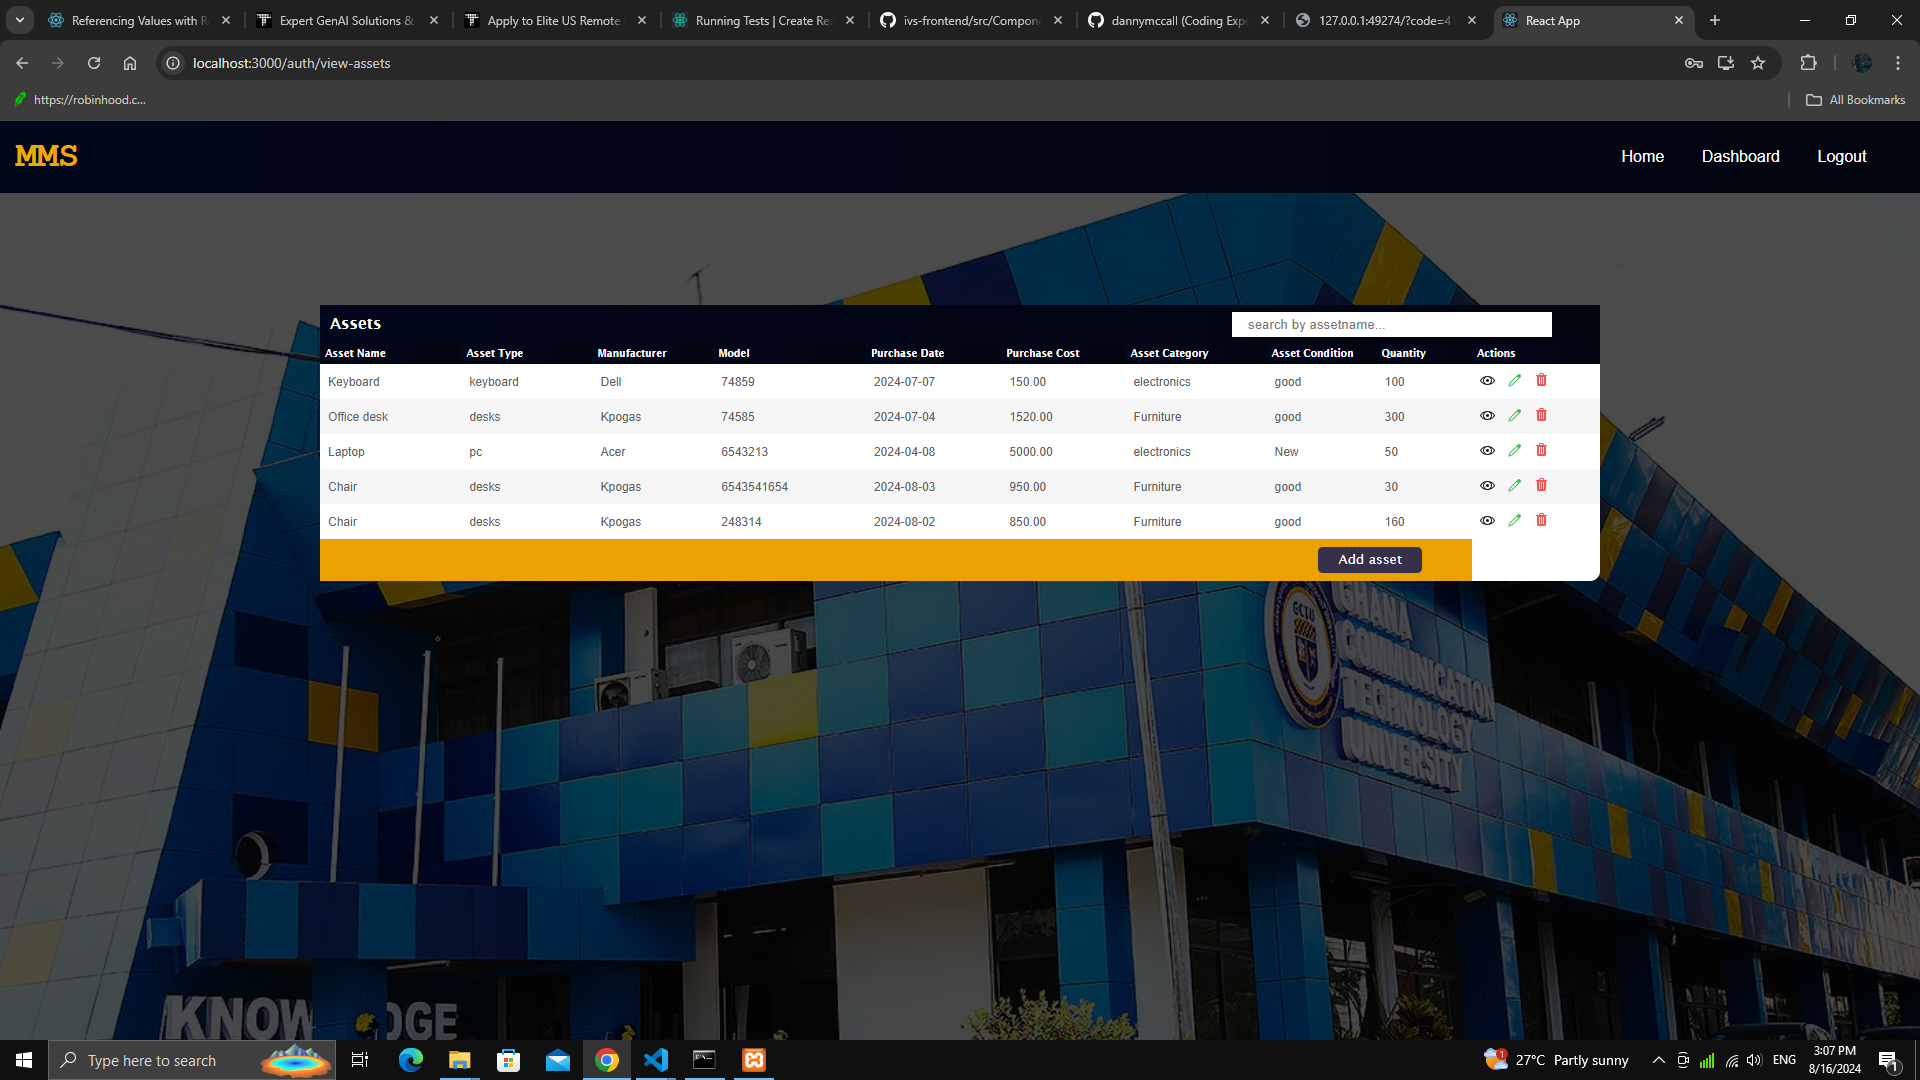 Referencing Values with R
Expert GenAI Solutions &
Apply to Elite US Remote
Running Tests | Create Re
ivs-frontend/src/Compon
dannymccall (Coding Expe
127.0.0.1:49274/?code=41
React App
localhost:3000/auth/view-assets
https://robinhood.c...
All Bookmarks
MMS
Home Dashboard Logout
Assets
search by assetname...
Asset Name Asset Type Manufacturer Model Purchase Date Purchase Cost Asset Category Asset Condition Quantity Actions
Keyboard keyboard Dell 74859 2024-07-07 150.00 electronics good 100
Office desk desks Kpogas 74585 2024-07-04 1520.00 Furniture good 300
Laptop pc Acer 6543213 2024-04-08 5000.00 electronics New 50
Chair desks Kpogas 6543541654 2024-08-03 950.00 Furniture good 30
Chair desks Kpogas 248314 2024-08-02 850.00 Furniture good 160
Add asset
GCTU
GHANA
COMMUNICATION
TECHNOLOGY
UNIVERSITY
Type here to search
27°C Partly sunny
ENG
3:07 PM
8/16/2024
1